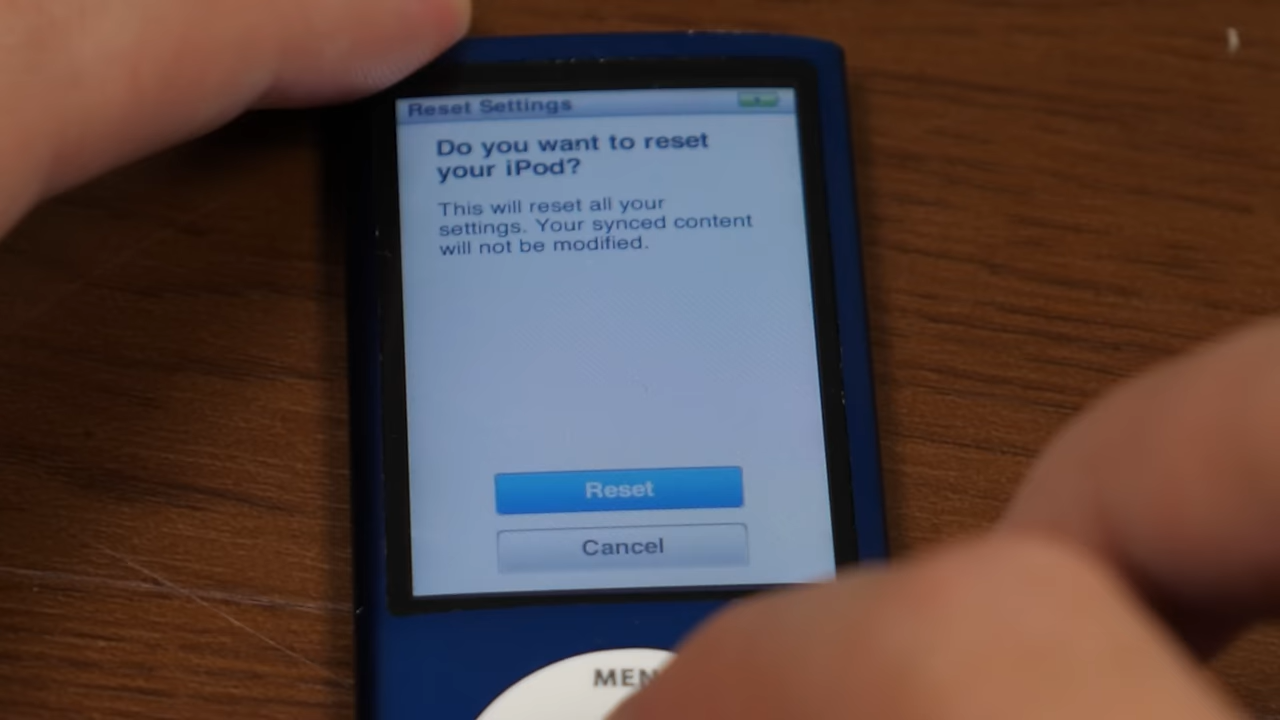 Reset Settings
Do you want to reset
your iPod?
This will reset all your
settings. Your synced content
will not be modified.
Reset
Cancel
MEN